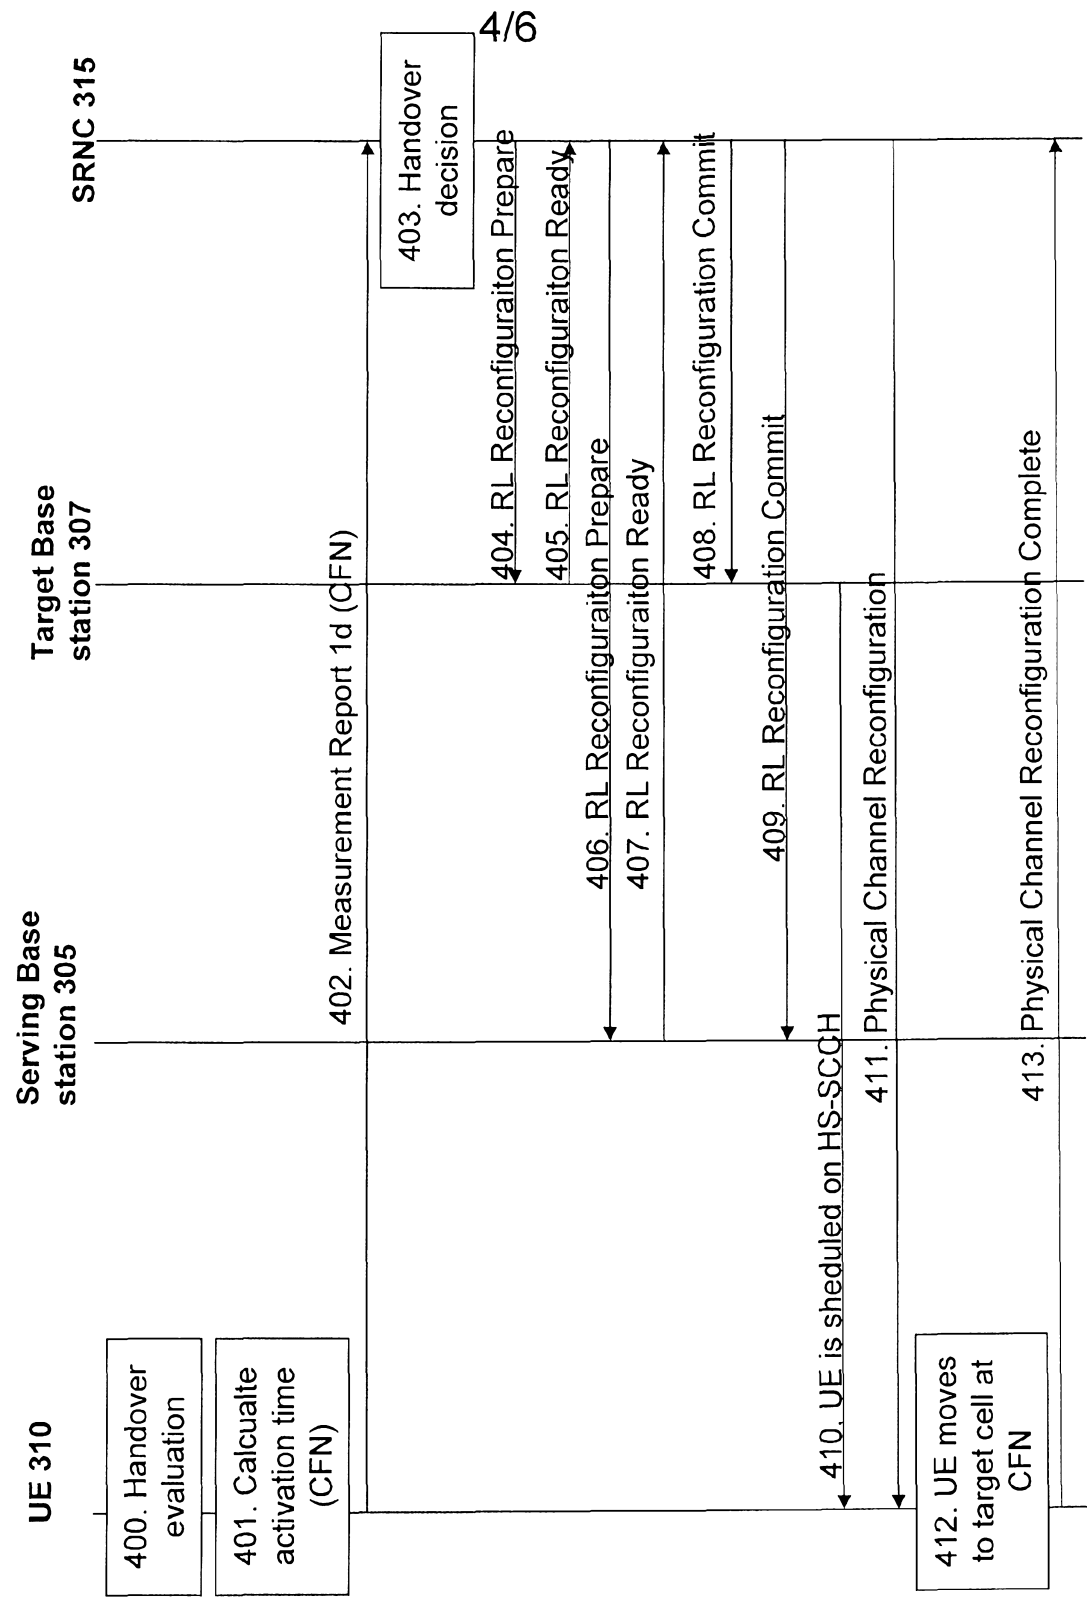 4/6
UE 310
Serving Base
station 305
Target Base
station 307
SRNC 315
400. Handover
evaluation
401. Calcualte
activation time
(CFN)
402. Measurement Report 1d (CFN)
403. Handover
decision
404. RL Reconfiguraiton Prepare
405. RL Reconfiguraiton Ready
406. RL Reconfiguraiton Prepare
407. RL Reconfiguraiton Ready
408. RL Reconfiguration Commit
409. RL Reconfiguration Commit
410. UE is sheduled on HS-SCCH
411. Physical Channel Reconfiguration
412. UE moves
to target cell at
CFN
413. Physical Channel Reconfiguration Complete